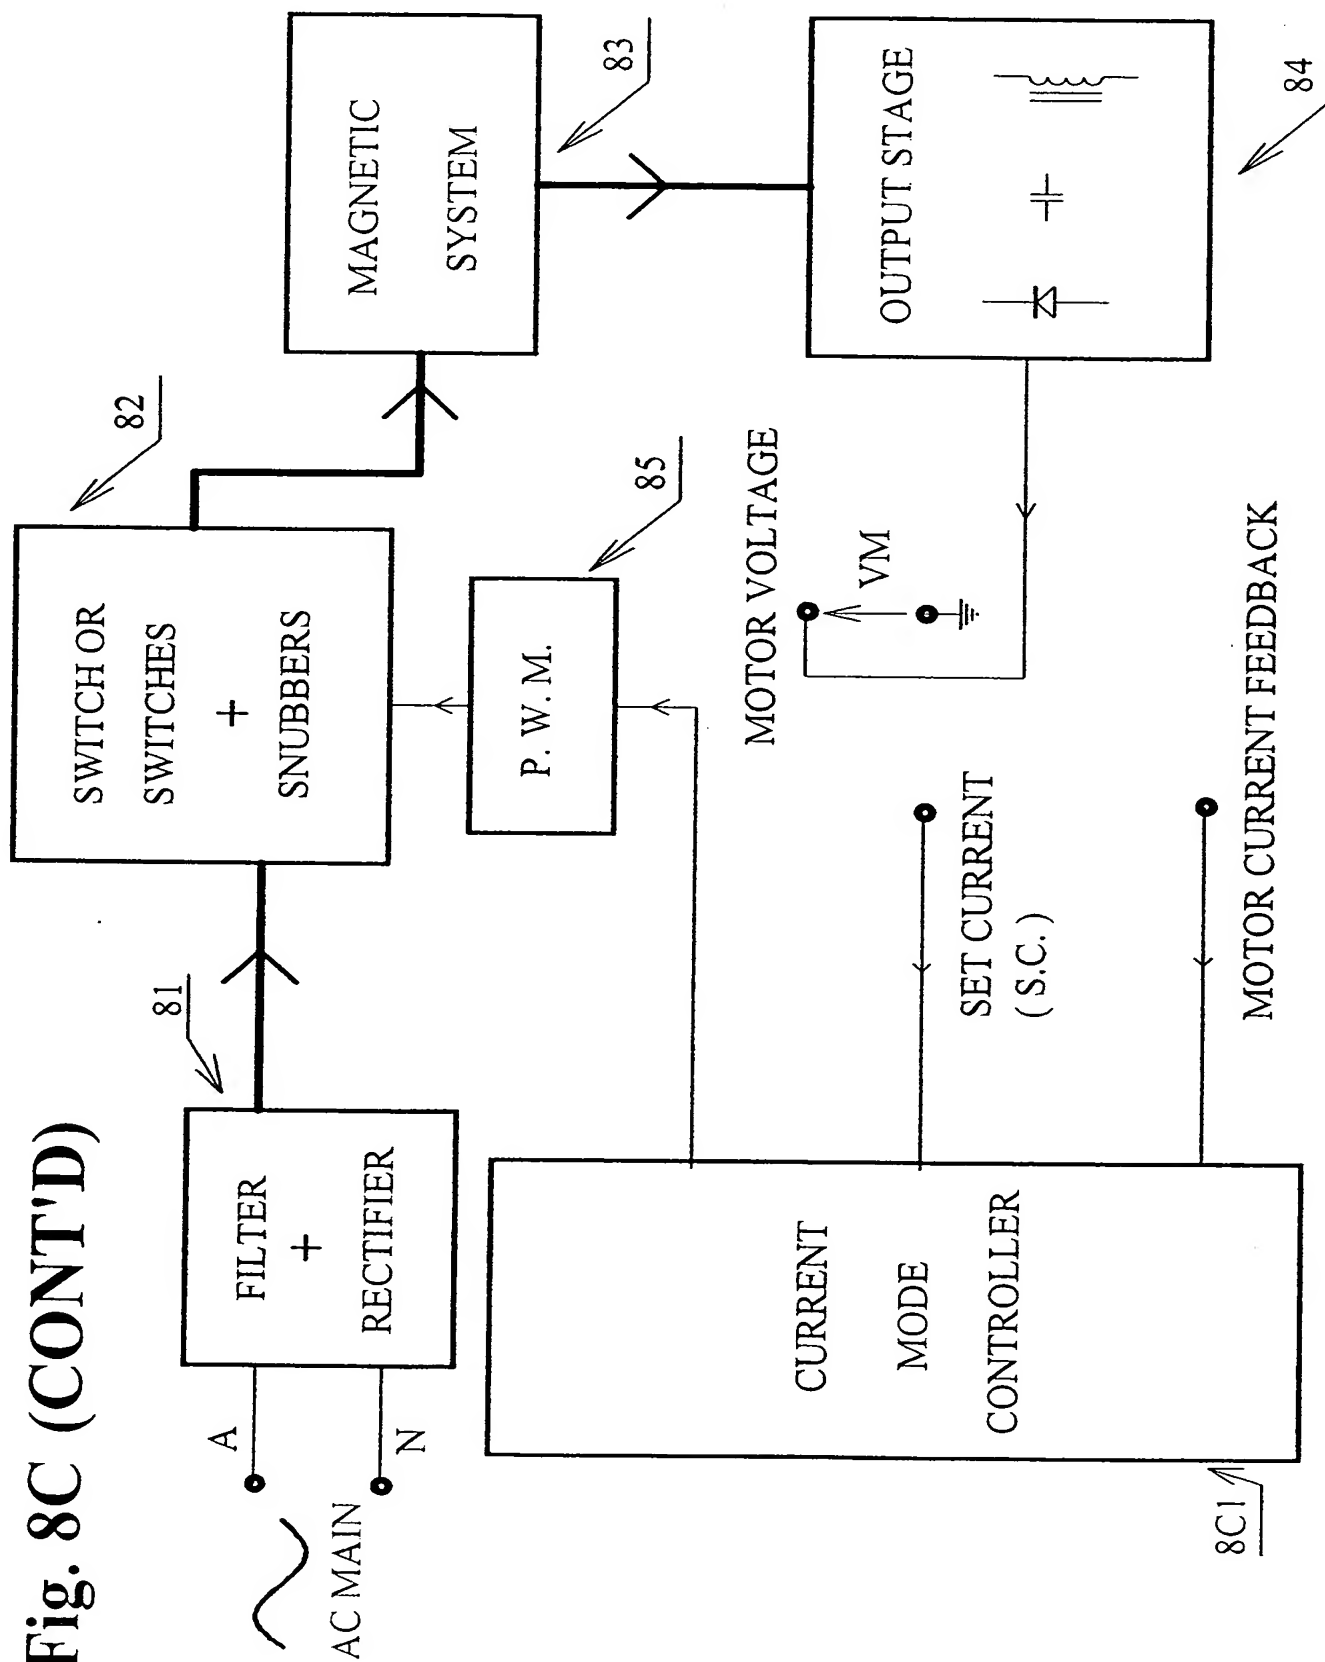 Fig. 8C (CONT'D)
AC MAIN
A
N
FILTER
+
RECTIFIER
81
SWITCH OR
SWITCHES
+
SNUBBERS
82
MAGNETIC
SYSTEM
83
P. W. M.
85
OUTPUT STAGE
84
MOTOR VOLTAGE
VM
CURRENT
MODE
CONTROLLER
8C1
SET CURRENT
( S.C. )
MOTOR CURRENT FEEDBACK